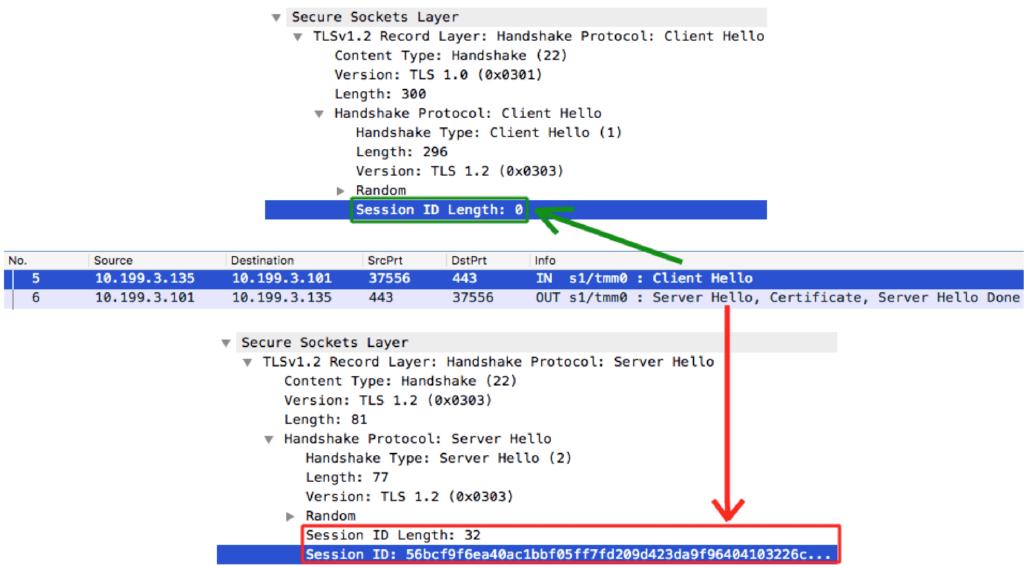 Secure Sockets Layer
TLSv1.2 Record Layer: Handshake Protocol: Client Hello
Content Type: Handshake (22)
Version: TLS 1.0 (0x0301)
Length: 300
Handshake Protocol: Client Hello
Handshake Type: Client Hello (1)
Length: 296
Version: TLS 1.2 (0x0303)
Random
Session ID Length: 0
No. Source Destination SrcPrt DstPrt Info
5 10.199.3.135 10.199.3.101 37556 443 IN s1/tmm0 : Client Hello
6 10.199.3.101 10.199.3.135 443 37556 OUT s1/tmm0 : Server Hello, Certificate, Server Hello Done
Secure Sockets Layer
TLSv1.2 Record Layer: Handshake Protocol: Server Hello
Content Type: Handshake (22)
Version: TLS 1.2 (0x0303)
Length: 81
Handshake Protocol: Server Hello
Handshake Type: Server Hello (2)
Length: 77
Version: TLS 1.2 (0x0303)
Random
Session ID Length: 32
Session ID: 56bcf9f6ea40ac1bbf05ff7fd209d423da9f96404103226c...